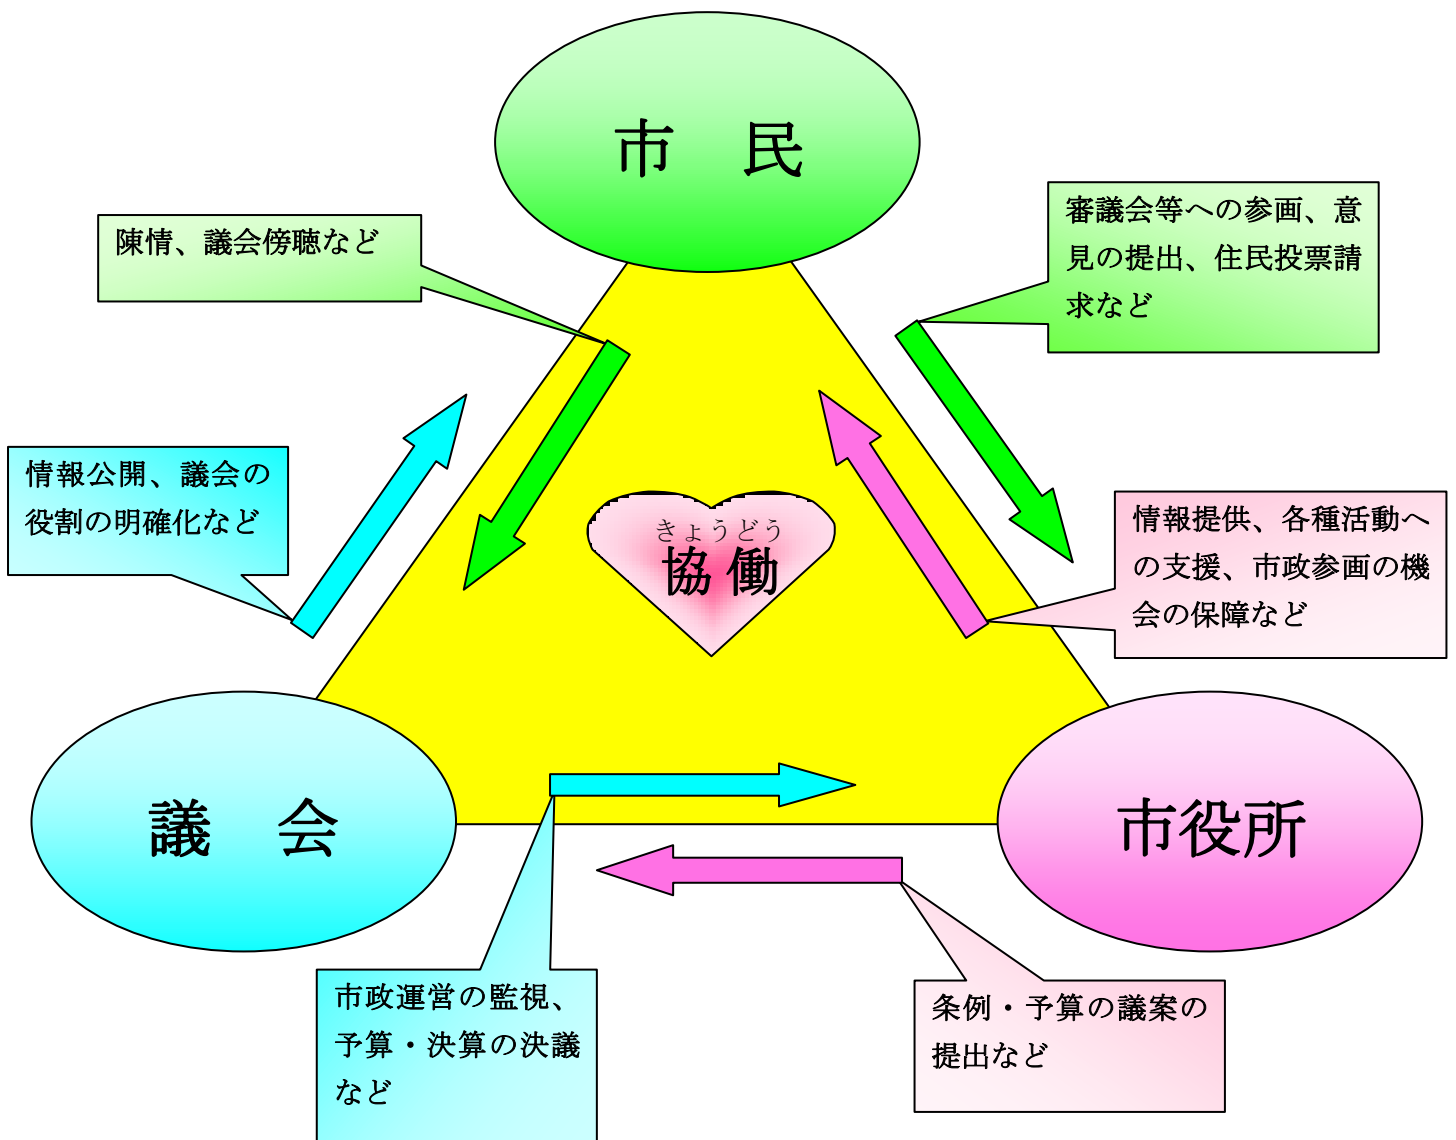 市　民
陳情、議会傍聴など
審議会等への参画、意
見の提出、住民投票請
求など
情報公開、議会の
役割の明確化など
きょうどう
協 働
情報提供、各種活動へ
の支援、市政参画の機
会の保障など
議　会
市役所
市政運営の監視、
予算・決算の決議
など
条例・予算の議案の
提出など